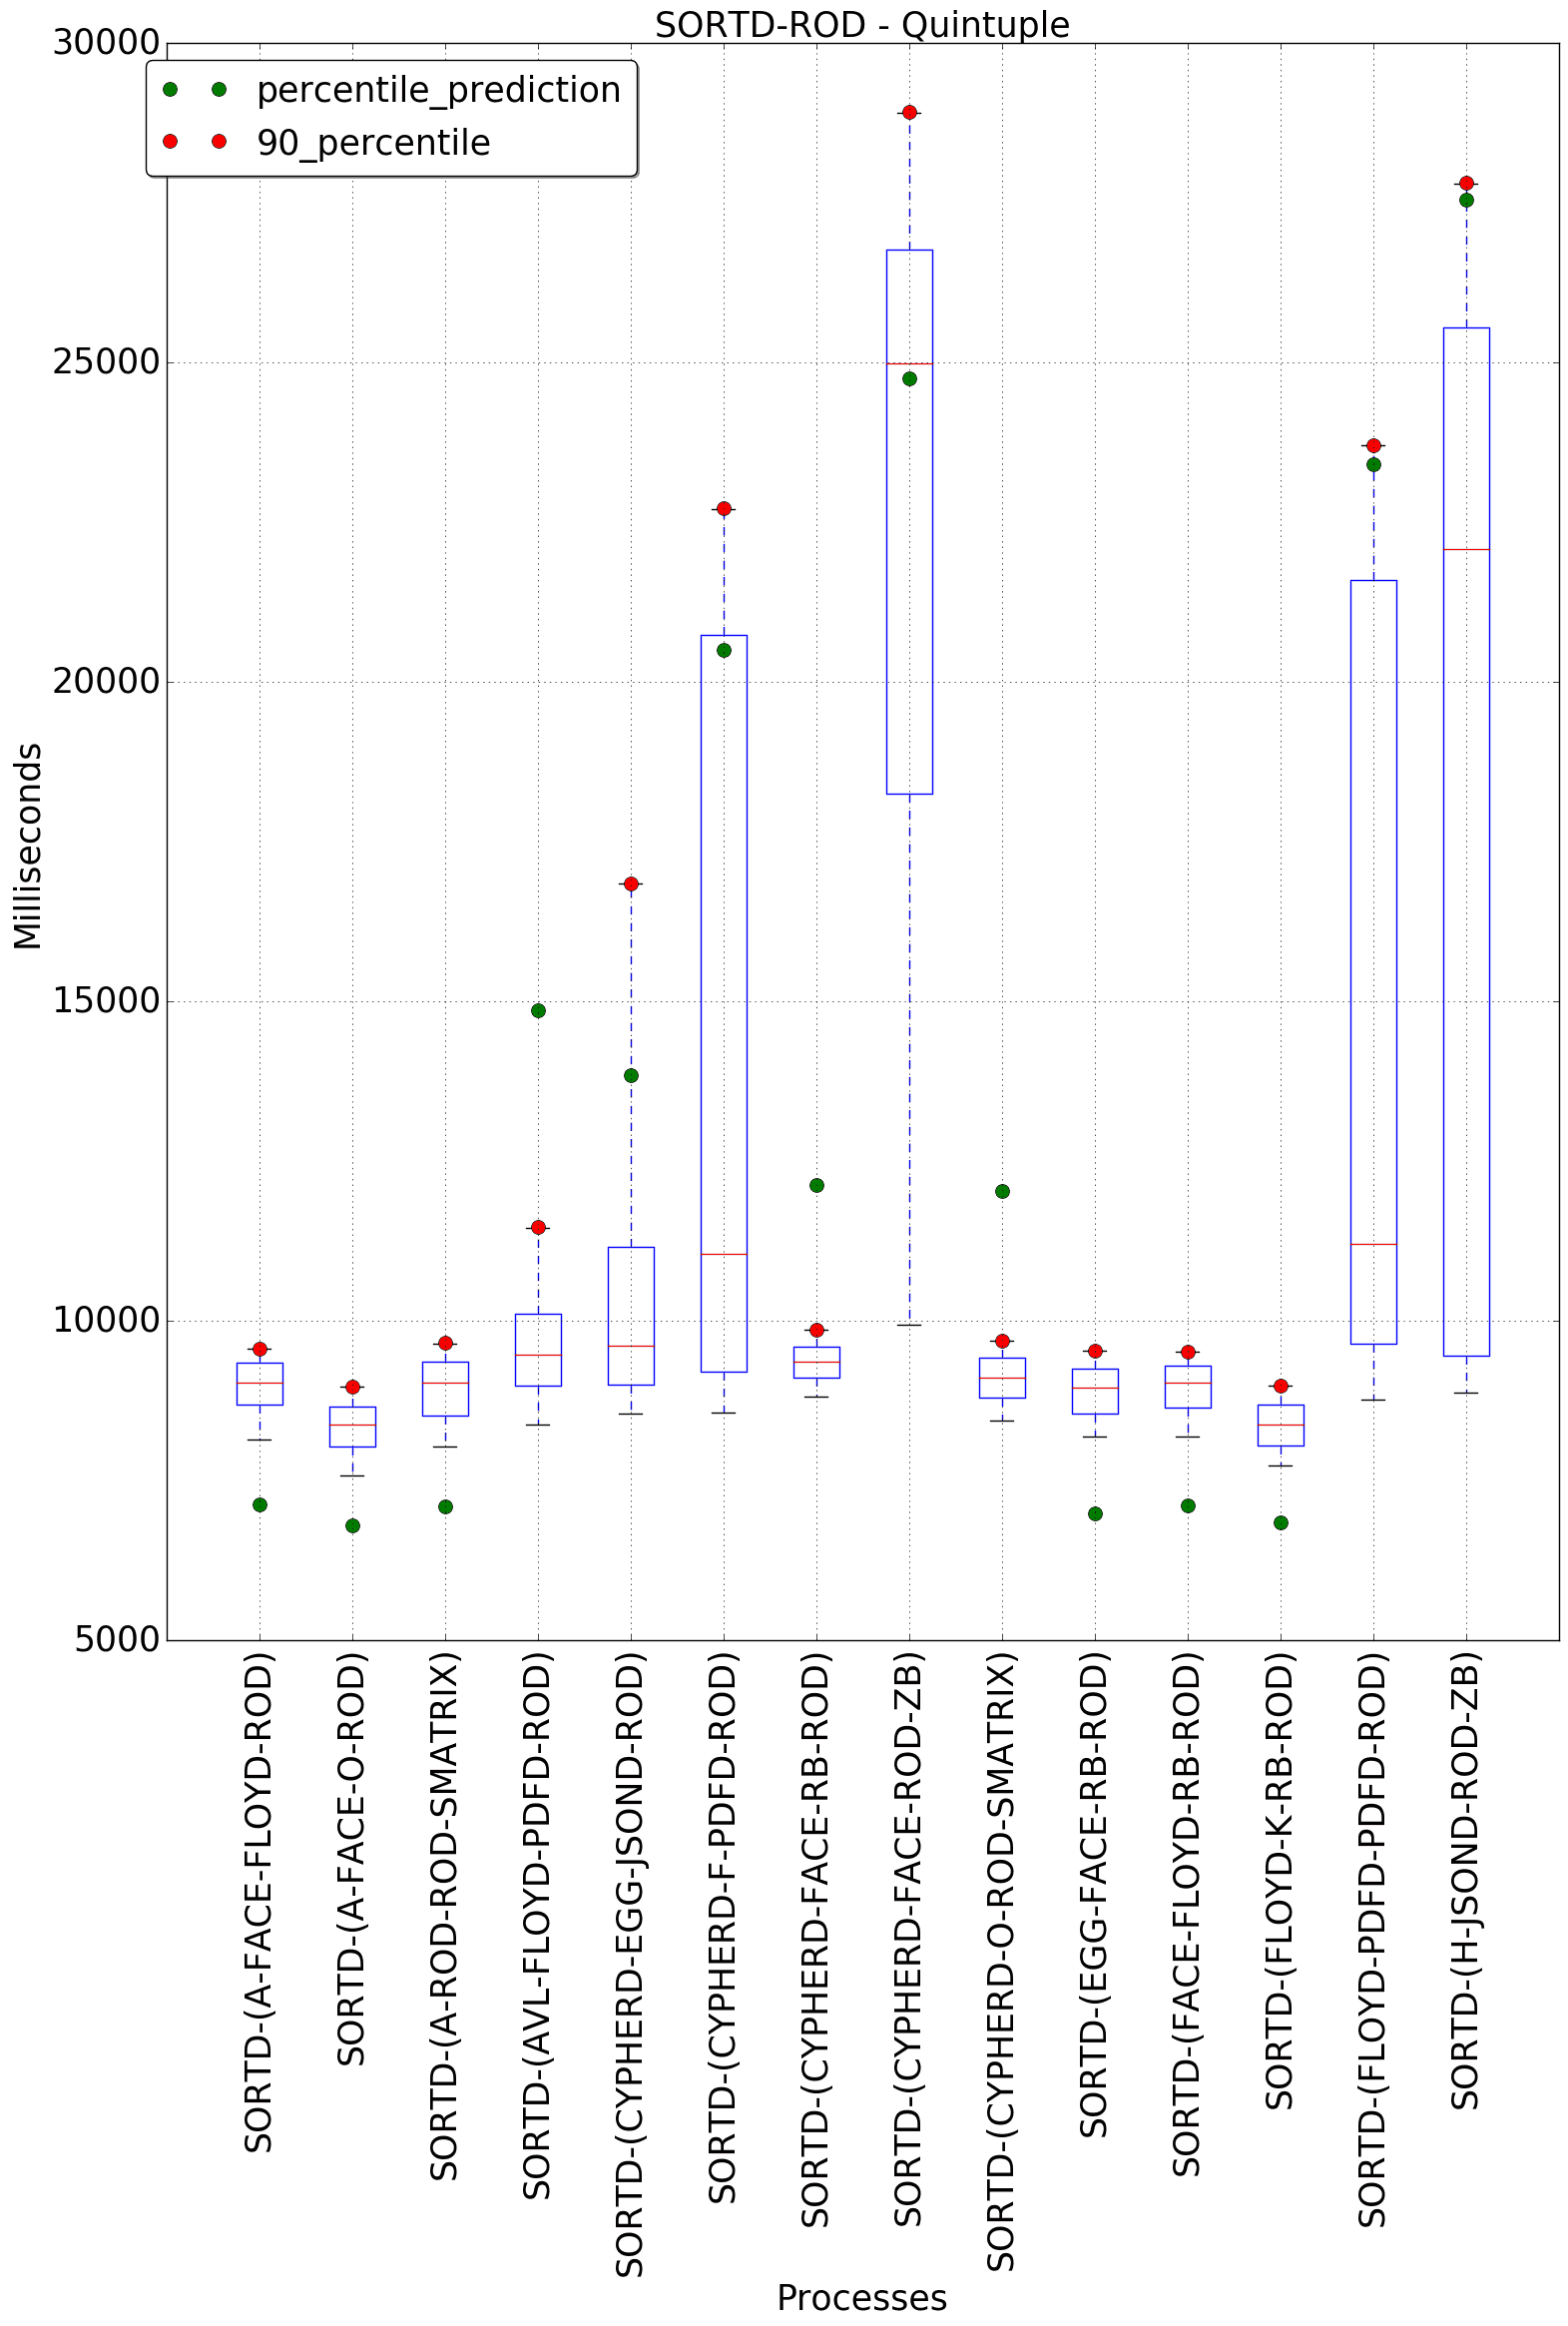 SORTD-ROD - Quintuple
percentile_prediction
90_percentile
30000
25000
20000
15000
10000
5000
Milliseconds
SORTD-(A-FACE-FLOYD-ROD)
SORTD-(A-FACE-O-ROD)
SORTD-(A-ROD-ROD-SMATRIX)
SORTD-(AVL-FLOYD-PDFD-ROD)
SORTD-(CYPHERD-EGG-JSOND-ROD)
SORTD-(CYPHERD-F-PDFD-ROD)
SORTD-(CYPHERD-FACE-RB-ROD)
SORTD-(CYPHERD-FACE-ROD-ZB)
SORTD-(CYPHERD-O-ROD-SMATRIX)
SORTD-(EGG-FACE-RB-ROD)
SORTD-(FACE-FLOYD-RB-ROD)
SORTD-(FLOYD-K-RB-ROD)
SORTD-(FLOYD-PDFD-PDFD-ROD)
SORTD-(H-JSOND-ROD-ZB)
Processes